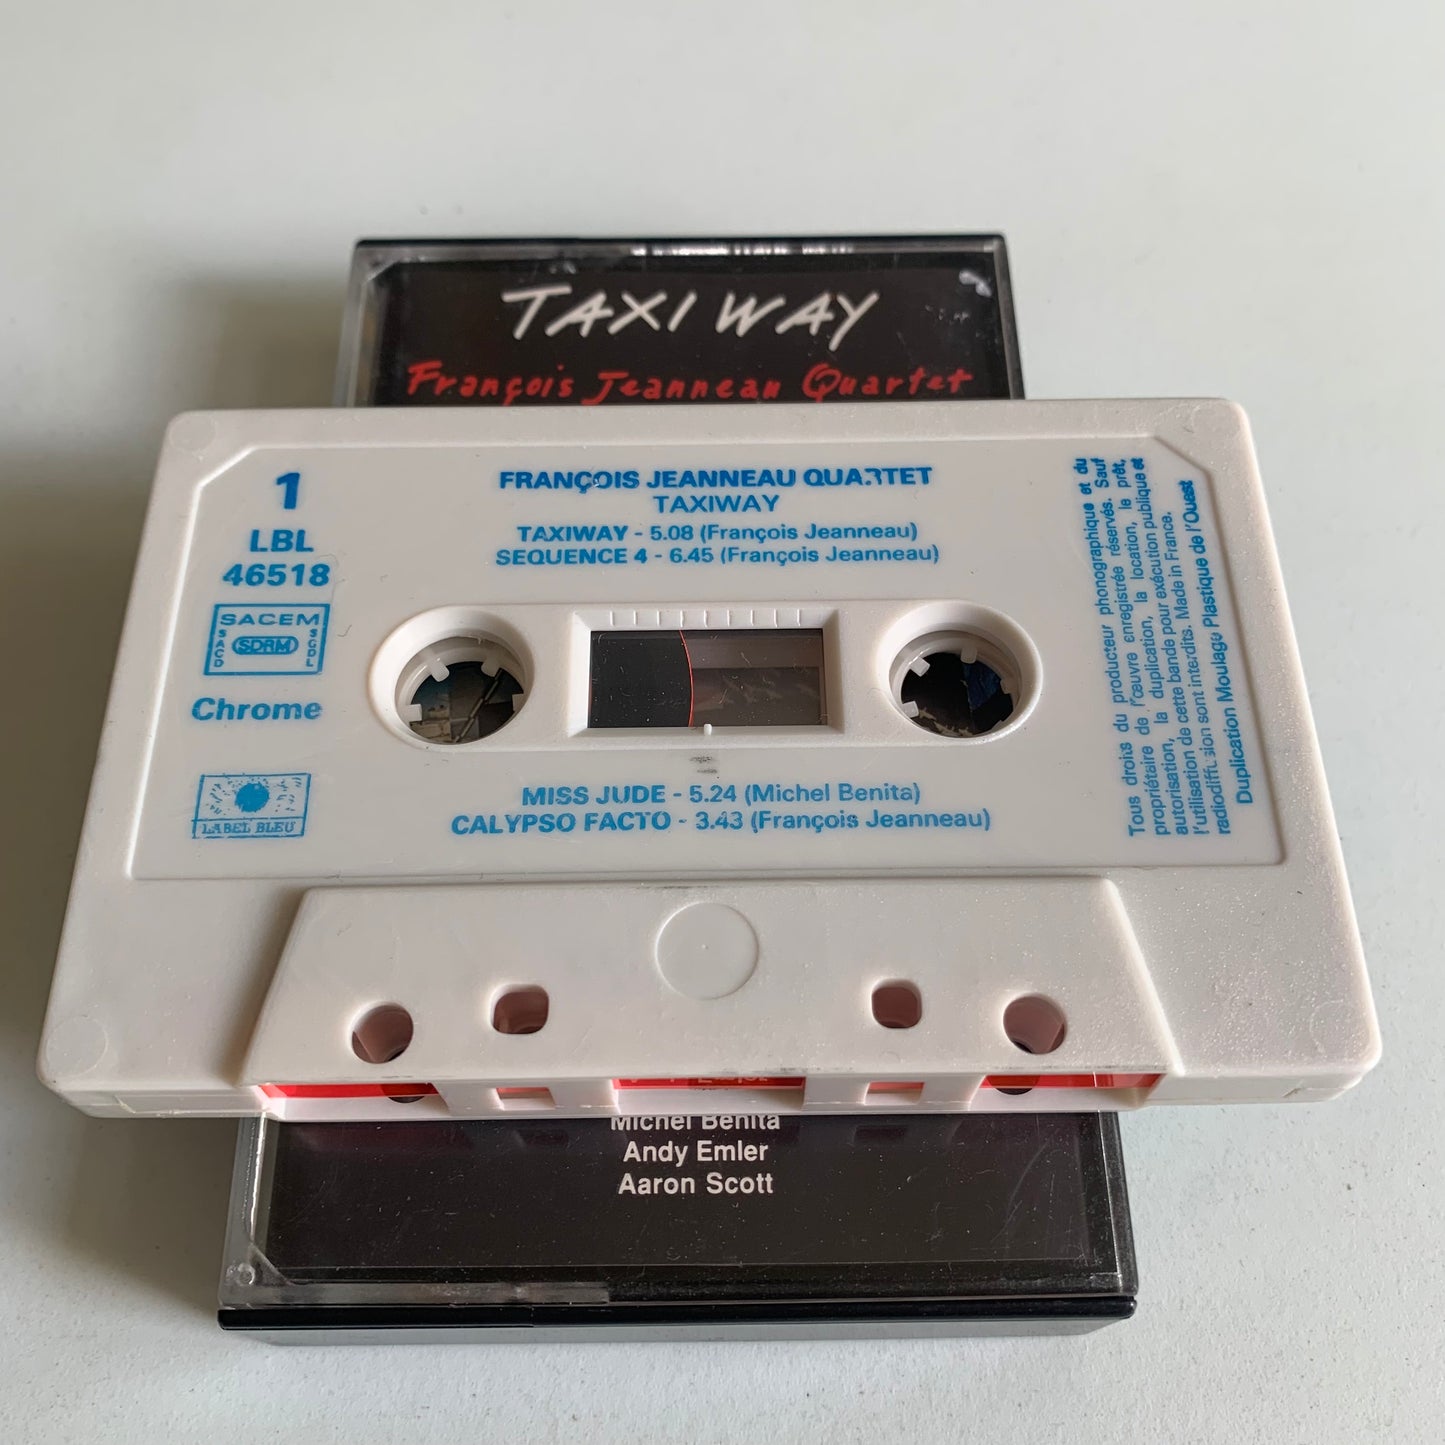 TAXIWAY
François Jeanneau Quartet
1
LBL
46518
SACEM
SACD
SDRM
SGDL
Chrome
LABEL BLEU
FRANÇOIS JEANNEAU QUARTET
TAXIWAY
TAXIWAY - 5.08 (François Jeanneau)
SEQUENCE 4 - 6.45 (François Jeanneau)
MISS JUDE - 5.24 (Michel Benita)
CALYPSO FACTO - 3.43 (François Jeanneau)
Tous droits du producteur phonographique et du
propriétaire de l'œuvre enregistrée réservés. Sauf
autorisation, la duplication, la location, le prêt,
l'utilisation de cette bande pour exécution publique et
radiodiffusion sont interdits. Made in France.
Duplication Moulage Plastique de l'Ouest
Michel Benita
Andy Emler
Aaron Scott